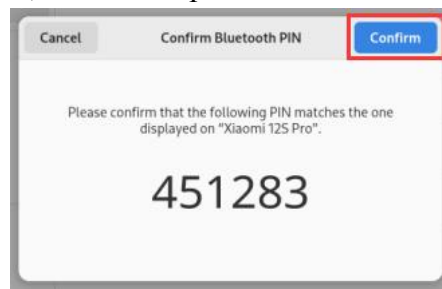 Cancel Confirm Bluetooth PIN Confirm
Please confirm that the following PIN matches the one
displayed on "Xiaomi 12S Pro".
451283